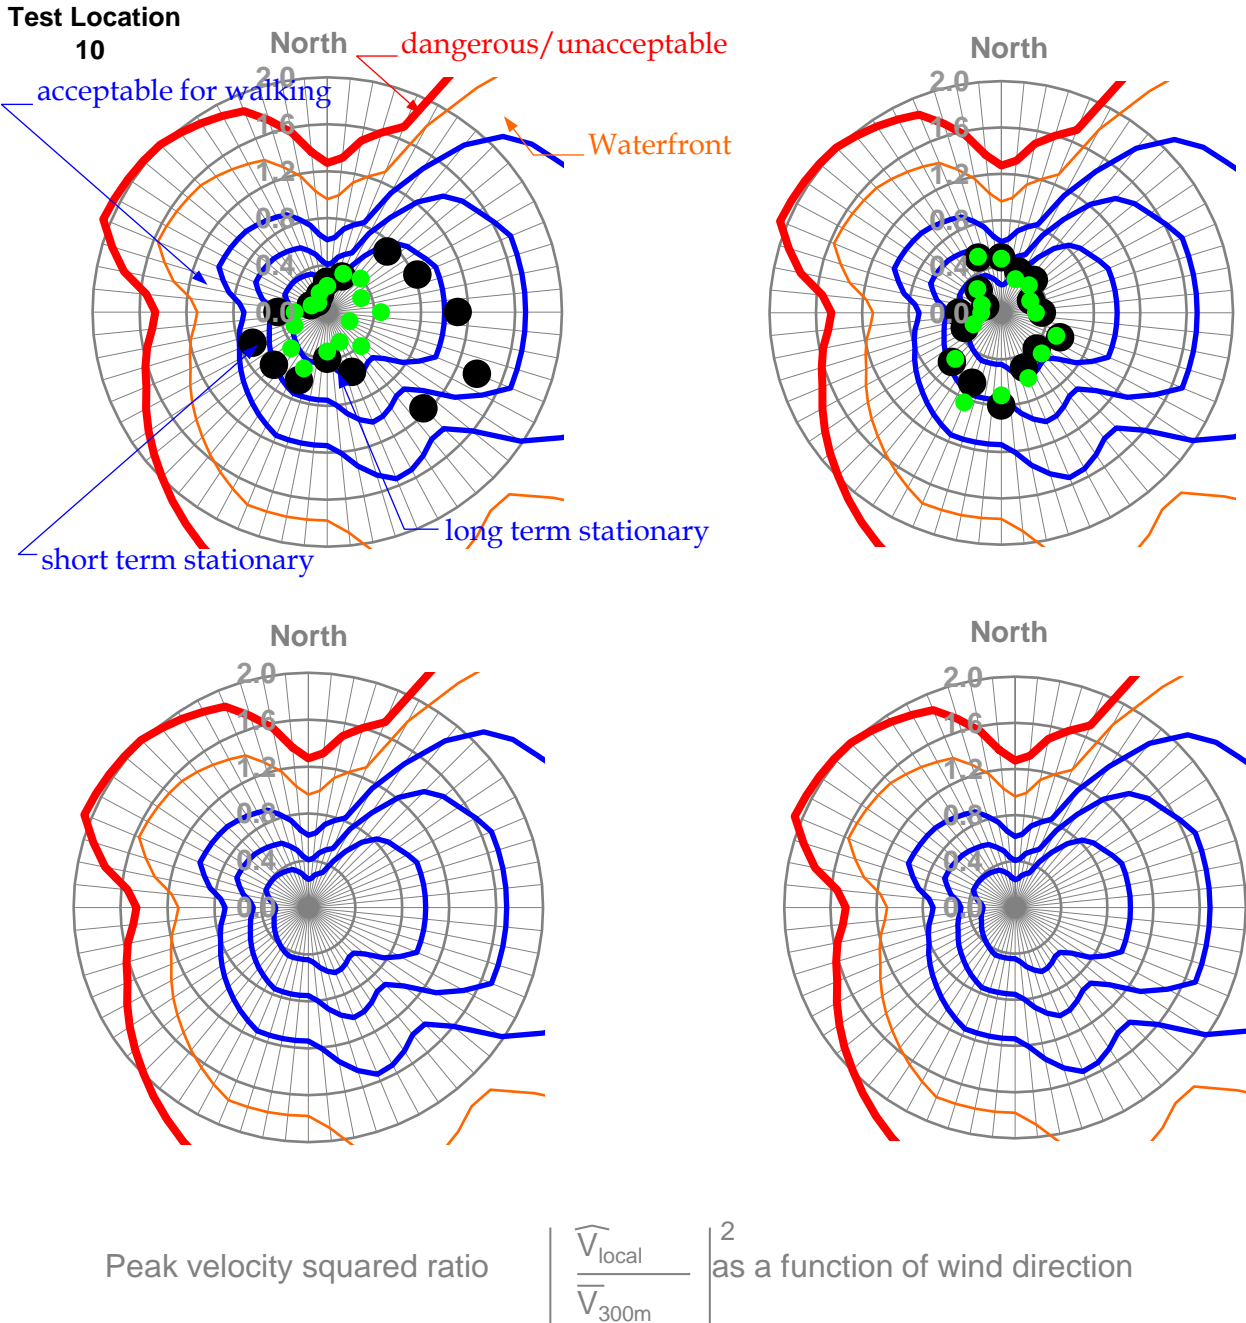 Test Location
10
North
dangerous/unacceptable
North
2.0
acceptable for walking
2.0
1.6
Waterfront
1.6
1.2
1.2
0.8
0.8
0.4
0.4
0.0
0.0
long term stationary
short term stationary
North
North
2.0
2.0
1.6
1.6
1.2
1.2
0.8
0.8
0.4
0.4
0.0
0.0
Peak velocity squared ratio | V̂local / V̅300m |2 as a function of wind direction